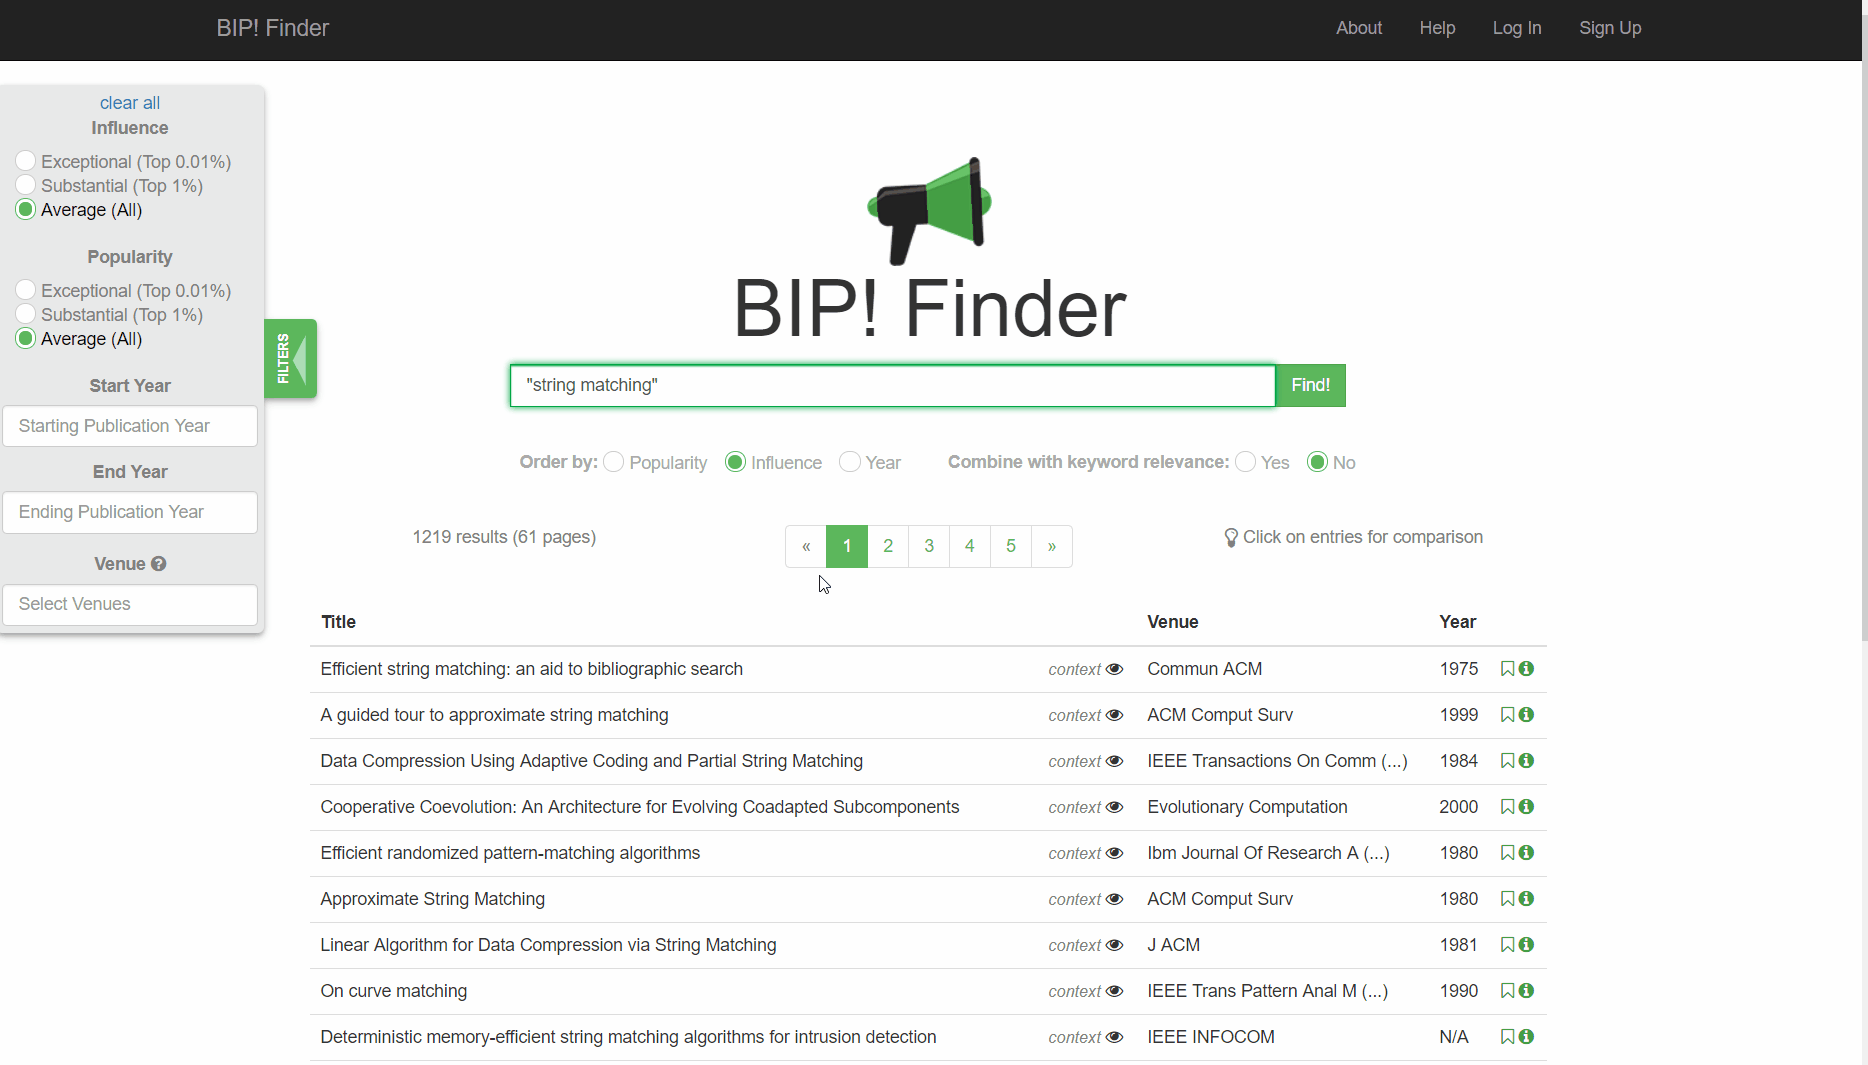 BIP! Finder About Help Log In Sign Up
clear all
Influence
Exceptional (Top 0.01%)
Substantial (Top 1%)
Average (All)
Popularity
Exceptional (Top 0.01%)
Substantial (Top 1%)
Average (All)
Start Year
Starting Publication Year
End Year
Ending Publication Year
Venue
Select Venues
FILTERS
BIP! Finder
"string matching" Find!
Order by: Popularity Influence Year Combine with keyword relevance: Yes No
1219 results (61 pages) « 1 2 3 4 5 » Click on entries for comparison
Title Venue Year
Efficient string matching: an aid to bibliographic search context Commun ACM 1975
A guided tour to approximate string matching context ACM Comput Surv 1999
Data Compression Using Adaptive Coding and Partial String Matching context IEEE Transactions On Comm (...) 1984
Cooperative Coevolution: An Architecture for Evolving Coadapted Subcomponents context Evolutionary Computation 2000
Efficient randomized pattern-matching algorithms context Ibm Journal Of Research A (...) 1980
Approximate String Matching context ACM Comput Surv 1980
Linear Algorithm for Data Compression via String Matching context J ACM 1981
On curve matching context IEEE Trans Pattern Anal M (...) 1990
Deterministic memory-efficient string matching algorithms for intrusion detection context IEEE INFOCOM N/A